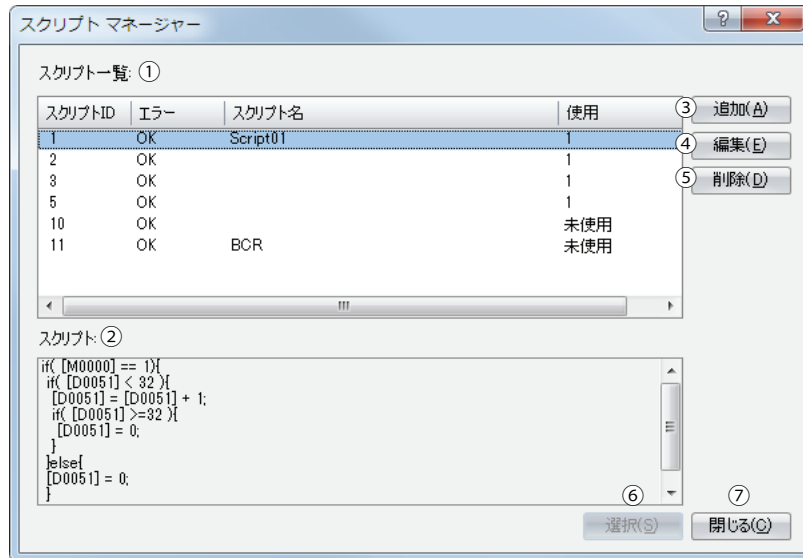 スクリプト マネージャー
スクリプト一覧: ①
スクリプトID エラー スクリプト名 使用
1 OK Script01 1
2 OK 1
3 OK 1
5 OK 1
10 OK 未使用
11 OK BCR 未使用
③ 追加(A)
④ 編集(E)
⑤ 削除(D)
スクリプト: ②
if( [M0000] == 1){
if( [D0051] < 32 ){
[D0051] = [D0051] + 1;
if( [D0051] >=32 ){
[D0051] = 0;
}
}else{
[D0051] = 0;
}
⑥ 選択(S)
⑦ 閉じる(C)